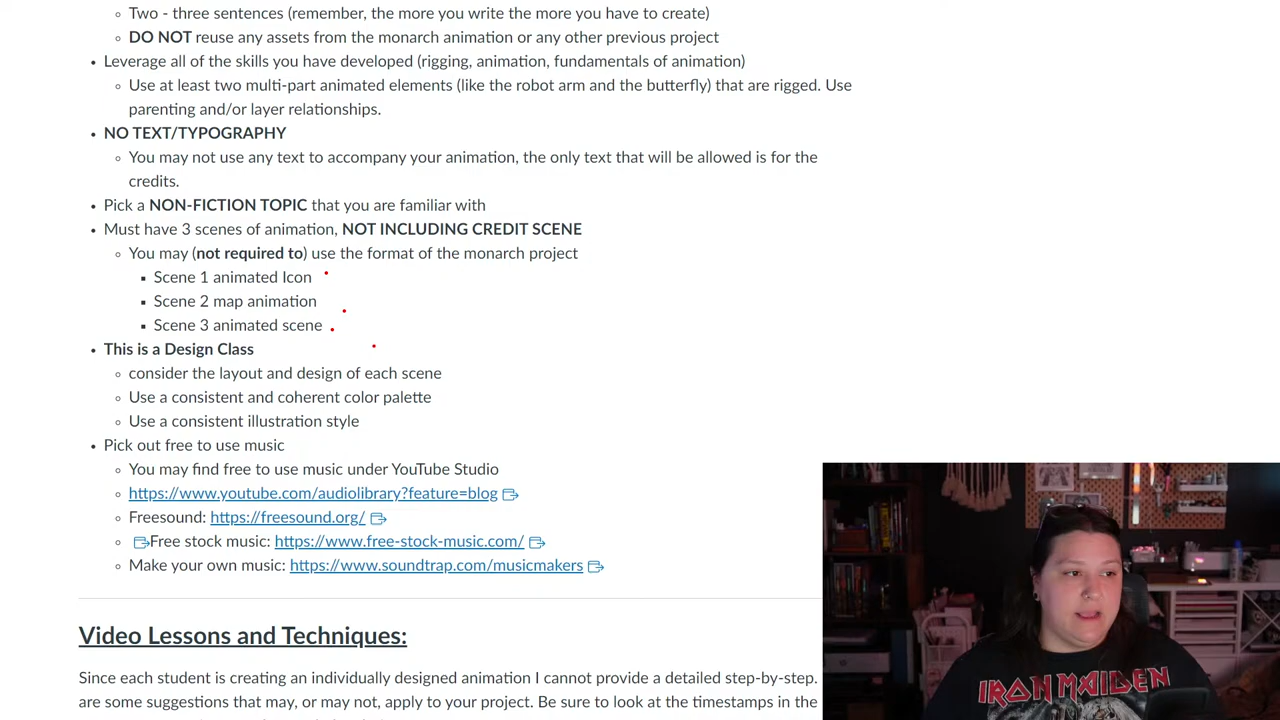 Two - three sentences (remember, the more you write the more you have to create)
DO NOT reuse any assets from the monarch animation or any other previous project
Leverage all of the skills you have developed (rigging, animation, fundamentals of animation)
Use at least two multi-part animated elements (like the robot arm and the butterfly) that are rigged. Use
parenting and/or layer relationships.
NO TEXT/TYPOGRAPHY
You may not use any text to accompany your animation, the only text that will be allowed is for the
credits.
Pick a NON-FICTION TOPIC that you are familiar with
Must have 3 scenes of animation, NOT INCLUDING CREDIT SCENE
You may (not required to) use the format of the monarch project
Scene 1 animated Icon
Scene 2 map animation
Scene 3 animated scene
This is a Design Class
consider the layout and design of each scene
Use a consistent and coherent color palette
Use a consistent illustration style
Pick out free to use music
You may find free to use music under YouTube Studio
https://www.youtube.com/audiolibrary?feature=blog
Freesound: https://freesound.org/
Free stock music: https://www.free-stock-music.com/
Make your own music: https://www.soundtrap.com/musicmakers
Video Lessons and Techniques:
Since each student is creating an individually designed animation I cannot provide a detailed step-by-step.
are some suggestions that may, or may not, apply to your project. Be sure to look at the timestamps in the
IRON MAIDEN